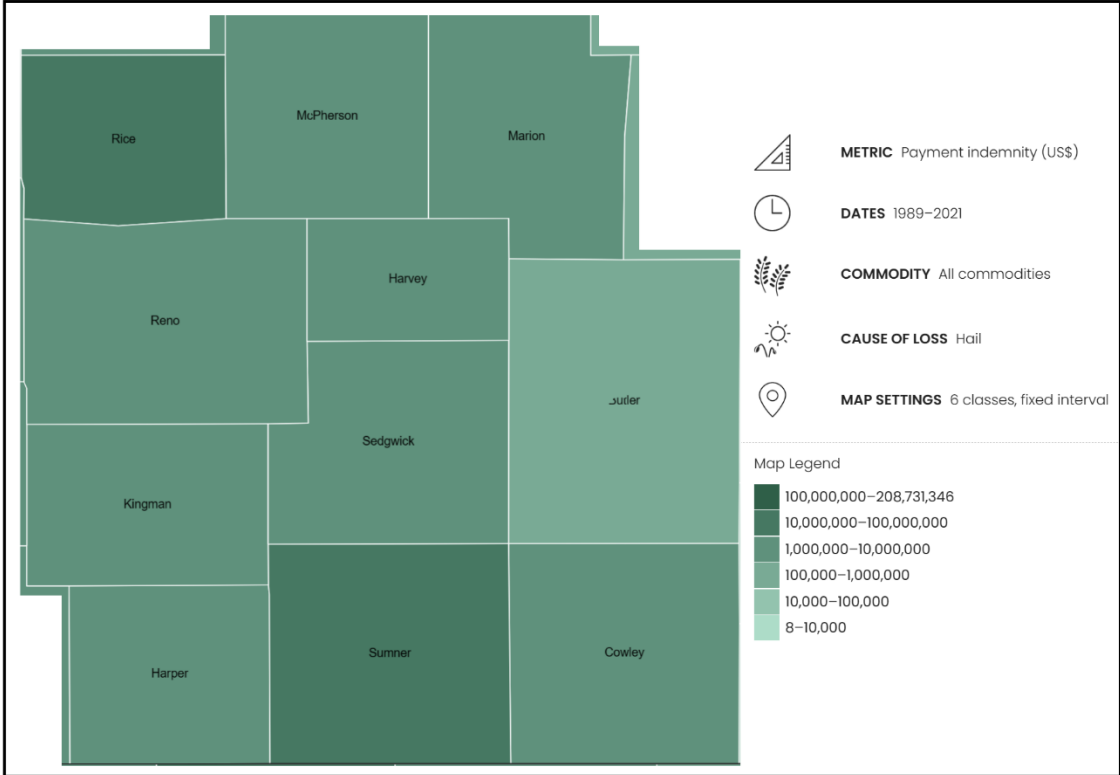 McPherson
Marion
Rice
Harvey
Reno
Sedgwick
Kingman
Harper
Sumner
Cowley
METRIC Payment indemnity (US$)
DATES 1989–2021
COMMODITY All commodities
CAUSE OF LOSS Hail
MAP SETTINGS 6 classes, fixed interval
Map Legend
100,000,000–208,731,346
10,000,000–100,000,000
1,000,000–10,000,000
100,000–1,000,000
10,000–100,000
8–10,000